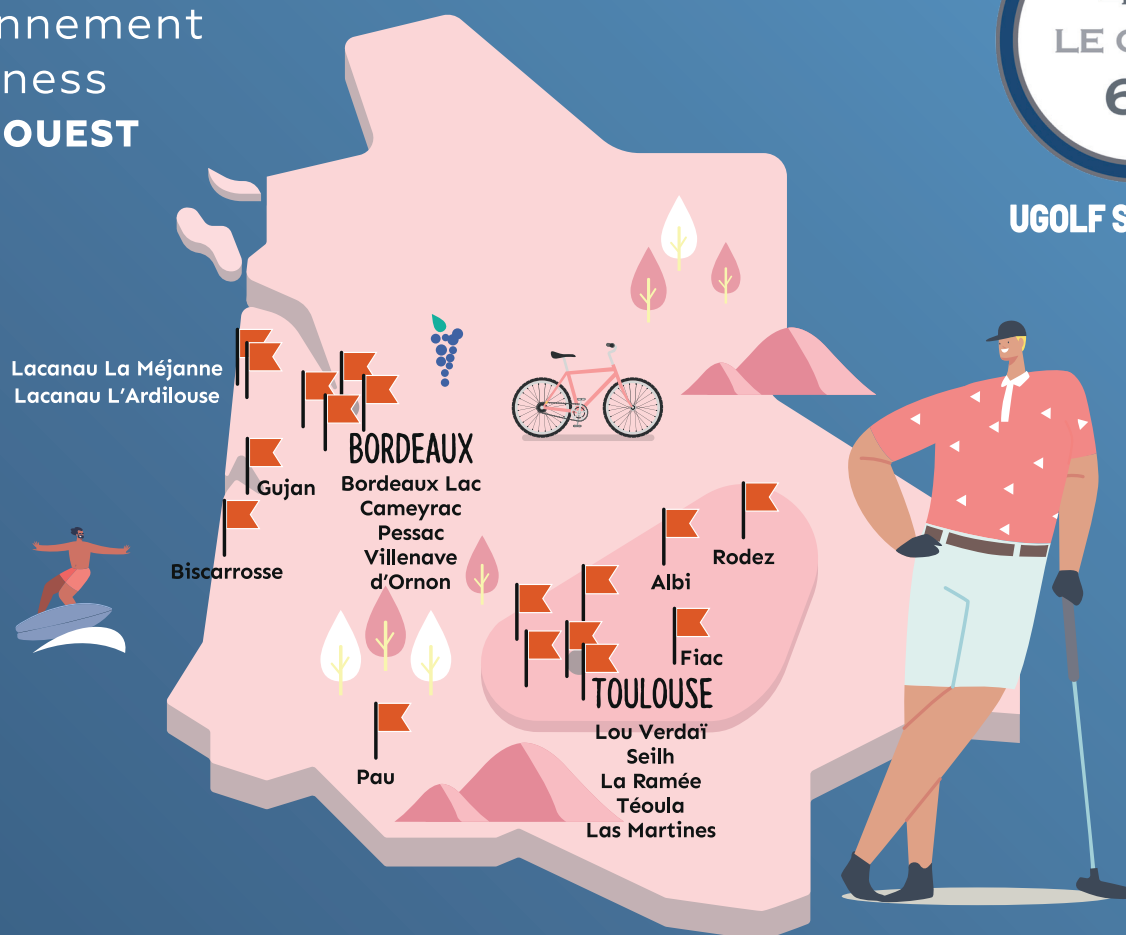 nnement
ness
OUEST
LE
UGOLF S
Lacanau La Méjanne
Lacanau L'Ardilouse
BORDEAUX
Bordeaux Lac
Cameyrac
Pessac
Villenave
d'Ornon
Gujan
Biscarrosse
Rodez
Albi
Fiac
TOULOUSE
Lou Verdaï
Seilh
La Ramée
Téoula
Las Martines
Pau